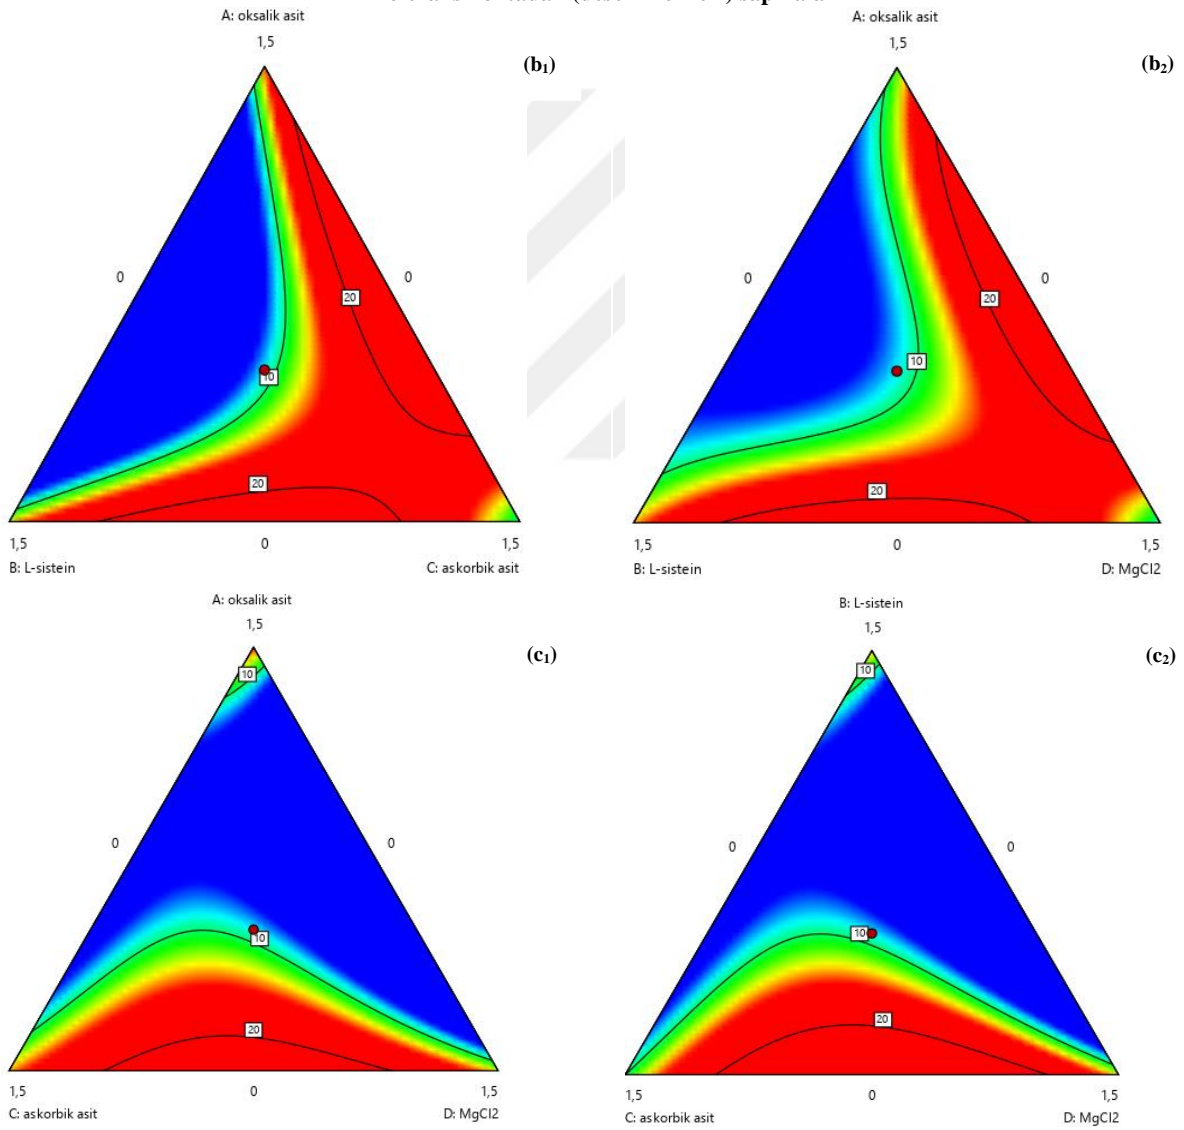 A: oksalik asit
1,5
(b₁)
0
0
20
10
20
1,5
0
1,5
B: L-sistein
C: askorbik asit
A: oksalik asit
1,5
(b₂)
0
0
20
10
20
1,5
0
1,5
B: L-sistein
D: MgCl2
A: oksalik asit
1,5
(c₁)
10
0
0
10
20
1,5
0
1,5
C: askorbik asit
D: MgCl2
B: L-sistein
1,5
(c₂)
10
0
0
10
20
1,5
0
1,5
C: askorbik asit
D: MgCl2